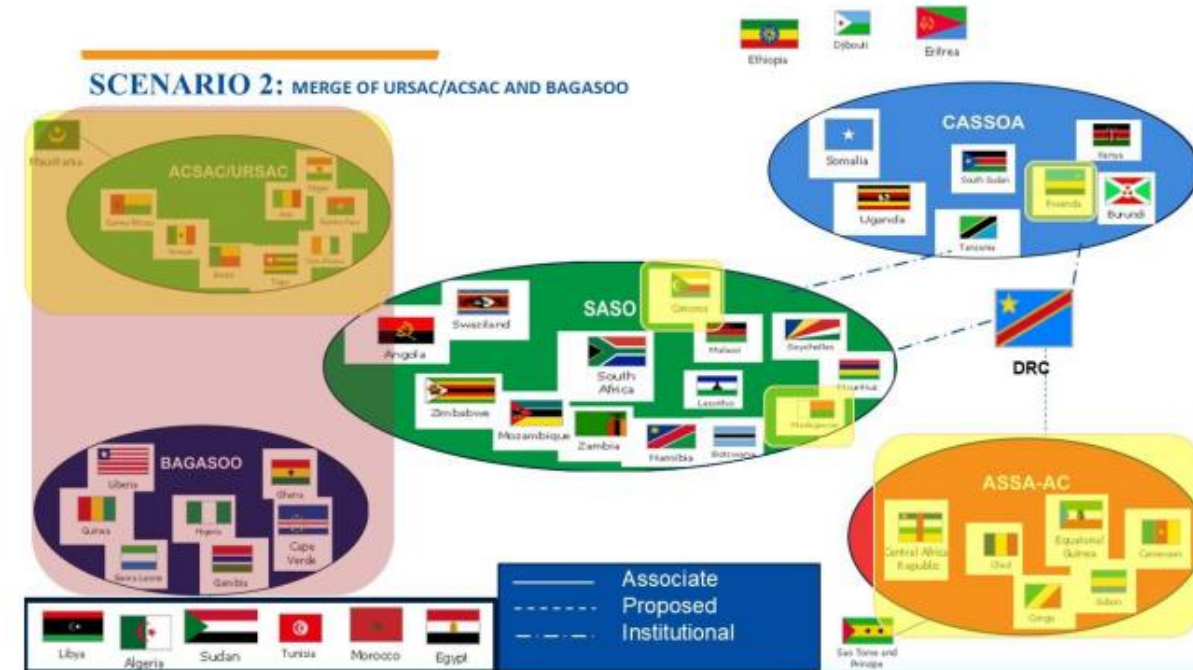 Ethiopia
Djibouti
Eritrea
SCENARIO 2: MERGE OF URSAC/ACSAC AND BAGASOO
Mauritania
ACSAC/URSAC
Niger
Mali
Burkina Faso
Guinea Bissau
Senegal
Benin
Togo
CASSOA
Somalia
South Sudan
Kenya
Rwanda
Burundi
Uganda
Tanzania
SASO
Swaziland
Angola
Comoros
Malawi
Seychelles
South
Africa
Lesotho
Mauritius
Zimbabwe
Mozambique
Zambia
Namibia
Botswana
Madagascar
DRC
BAGASOO
Liberia
Ghana
Guinea
Nigeria
Cape
Verde
Sierra Leone
Gambia
ASSA-AC
Central Africa
Republic
Chad
Equatorial
Guinea
Cameroon
Congo
Gabon
Sao Tome and
Principe
Associate
Proposed
Institutional
Libya
Algeria
Sudan
Tunisia
Morocco
Egypt